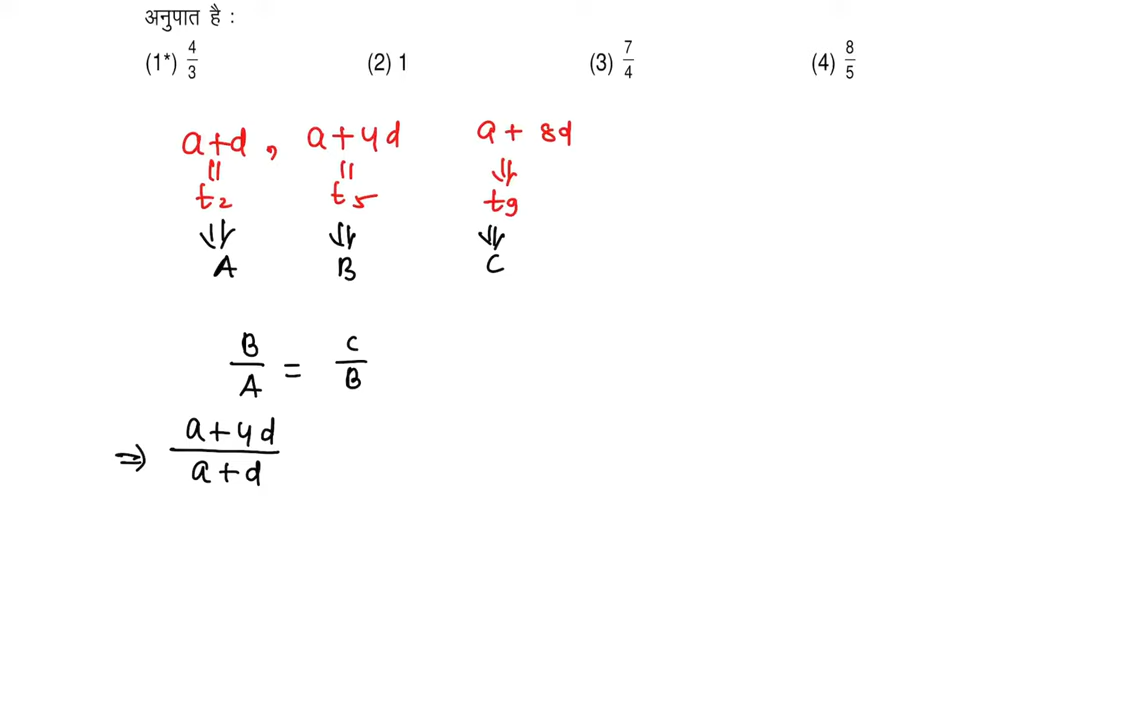 अनुपात है :
(1*) 4/3 (2) 1 (3) 7/4 (4) 8/5
a+d , a+4d a+8d
= = ⇓
t2 t5 t9
⇓ ⇓ ⇓
A B C
B/A = C/B
⇒ a+4d / a+d